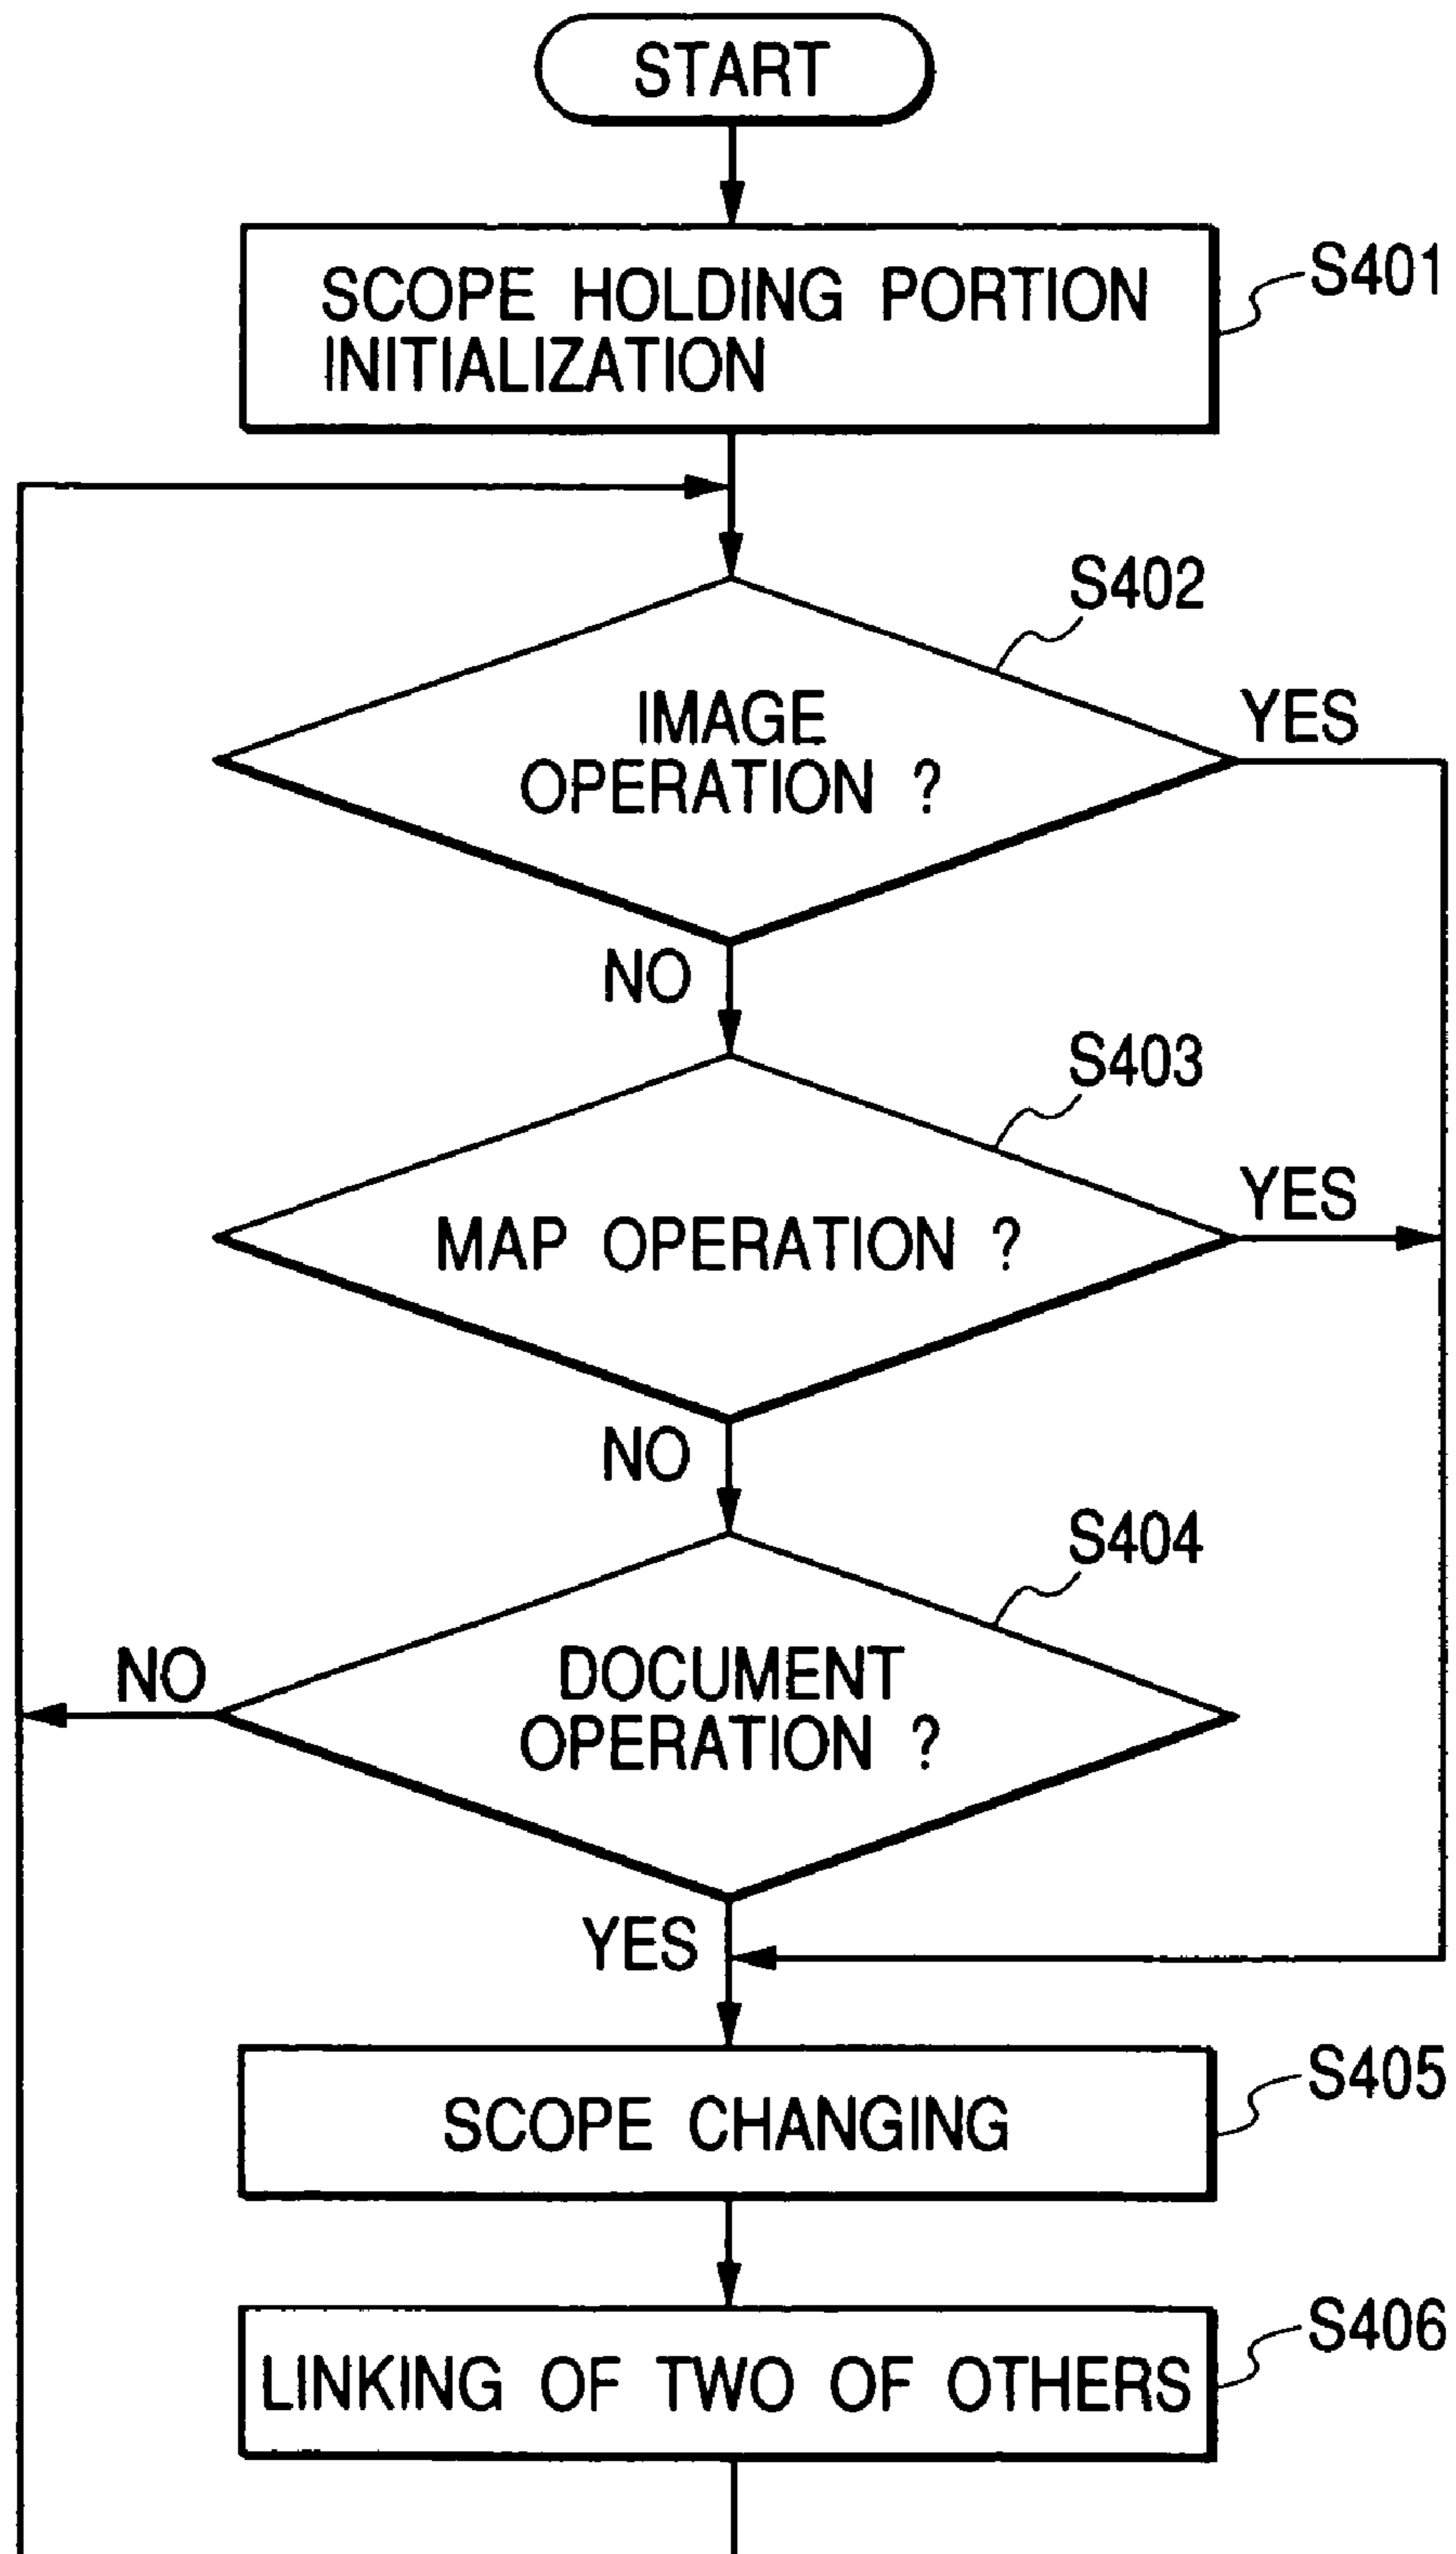 START
SCOPE HOLDING PORTION
INITIALIZATION
S401
S402
IMAGE
OPERATION ?
YES
NO
S403
MAP OPERATION ?
YES
NO
S404
DOCUMENT
OPERATION ?
NO
YES
SCOPE CHANGING
S405
LINKING OF TWO OF OTHERS
S406